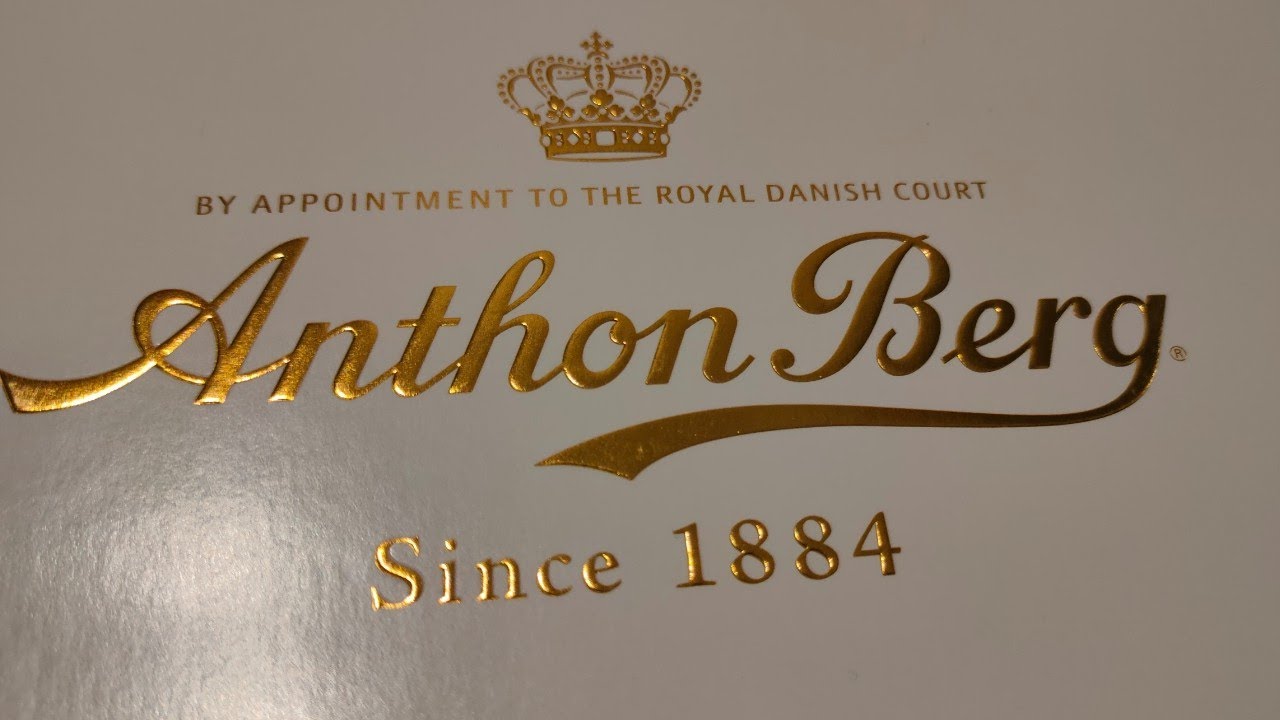 BY APPOINTMENT TO THE ROYAL DANISH COURT
Anthon Berg®
Since 1884